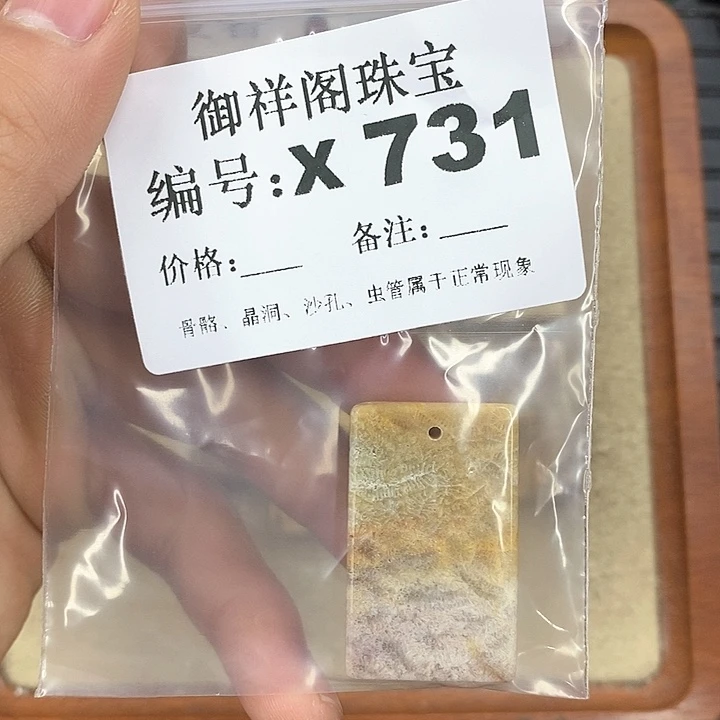 御祥阁珠宝
编号:X 731
价格:____ 备注:_____
骨骼、晶洞、沙孔、虫管属于正常现象